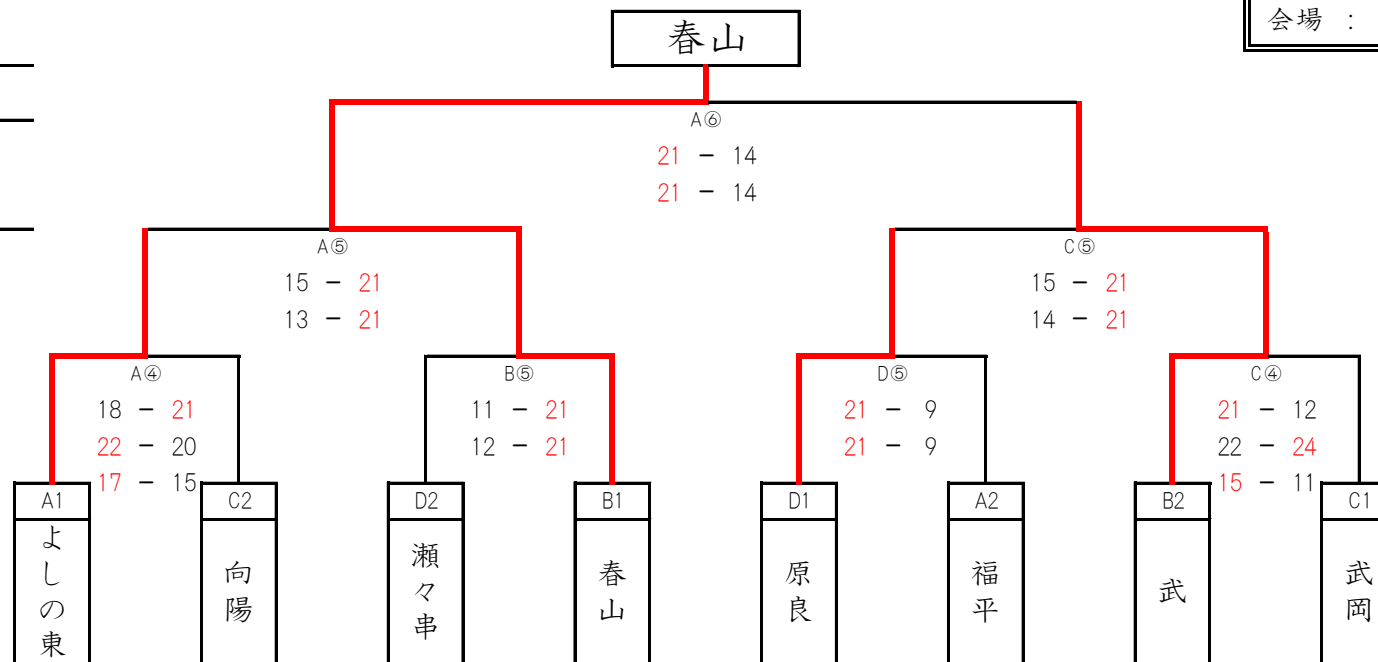 会場 :
春山
A⑥
21 - 14
21 - 14
A⑤
15 - 21
13 - 21
C⑤
15 - 21
14 - 21
A④
18 - 21
22 - 20
17 - 15
B⑤
11 - 21
12 - 21
D⑤
21 - 9
21 - 9
C④
21 - 12
22 - 24
15 - 11
A1
C2
D2
B1
D1
A2
B2
C1
よしの東
向陽
瀬々串
春山
原良
福平
武
武岡